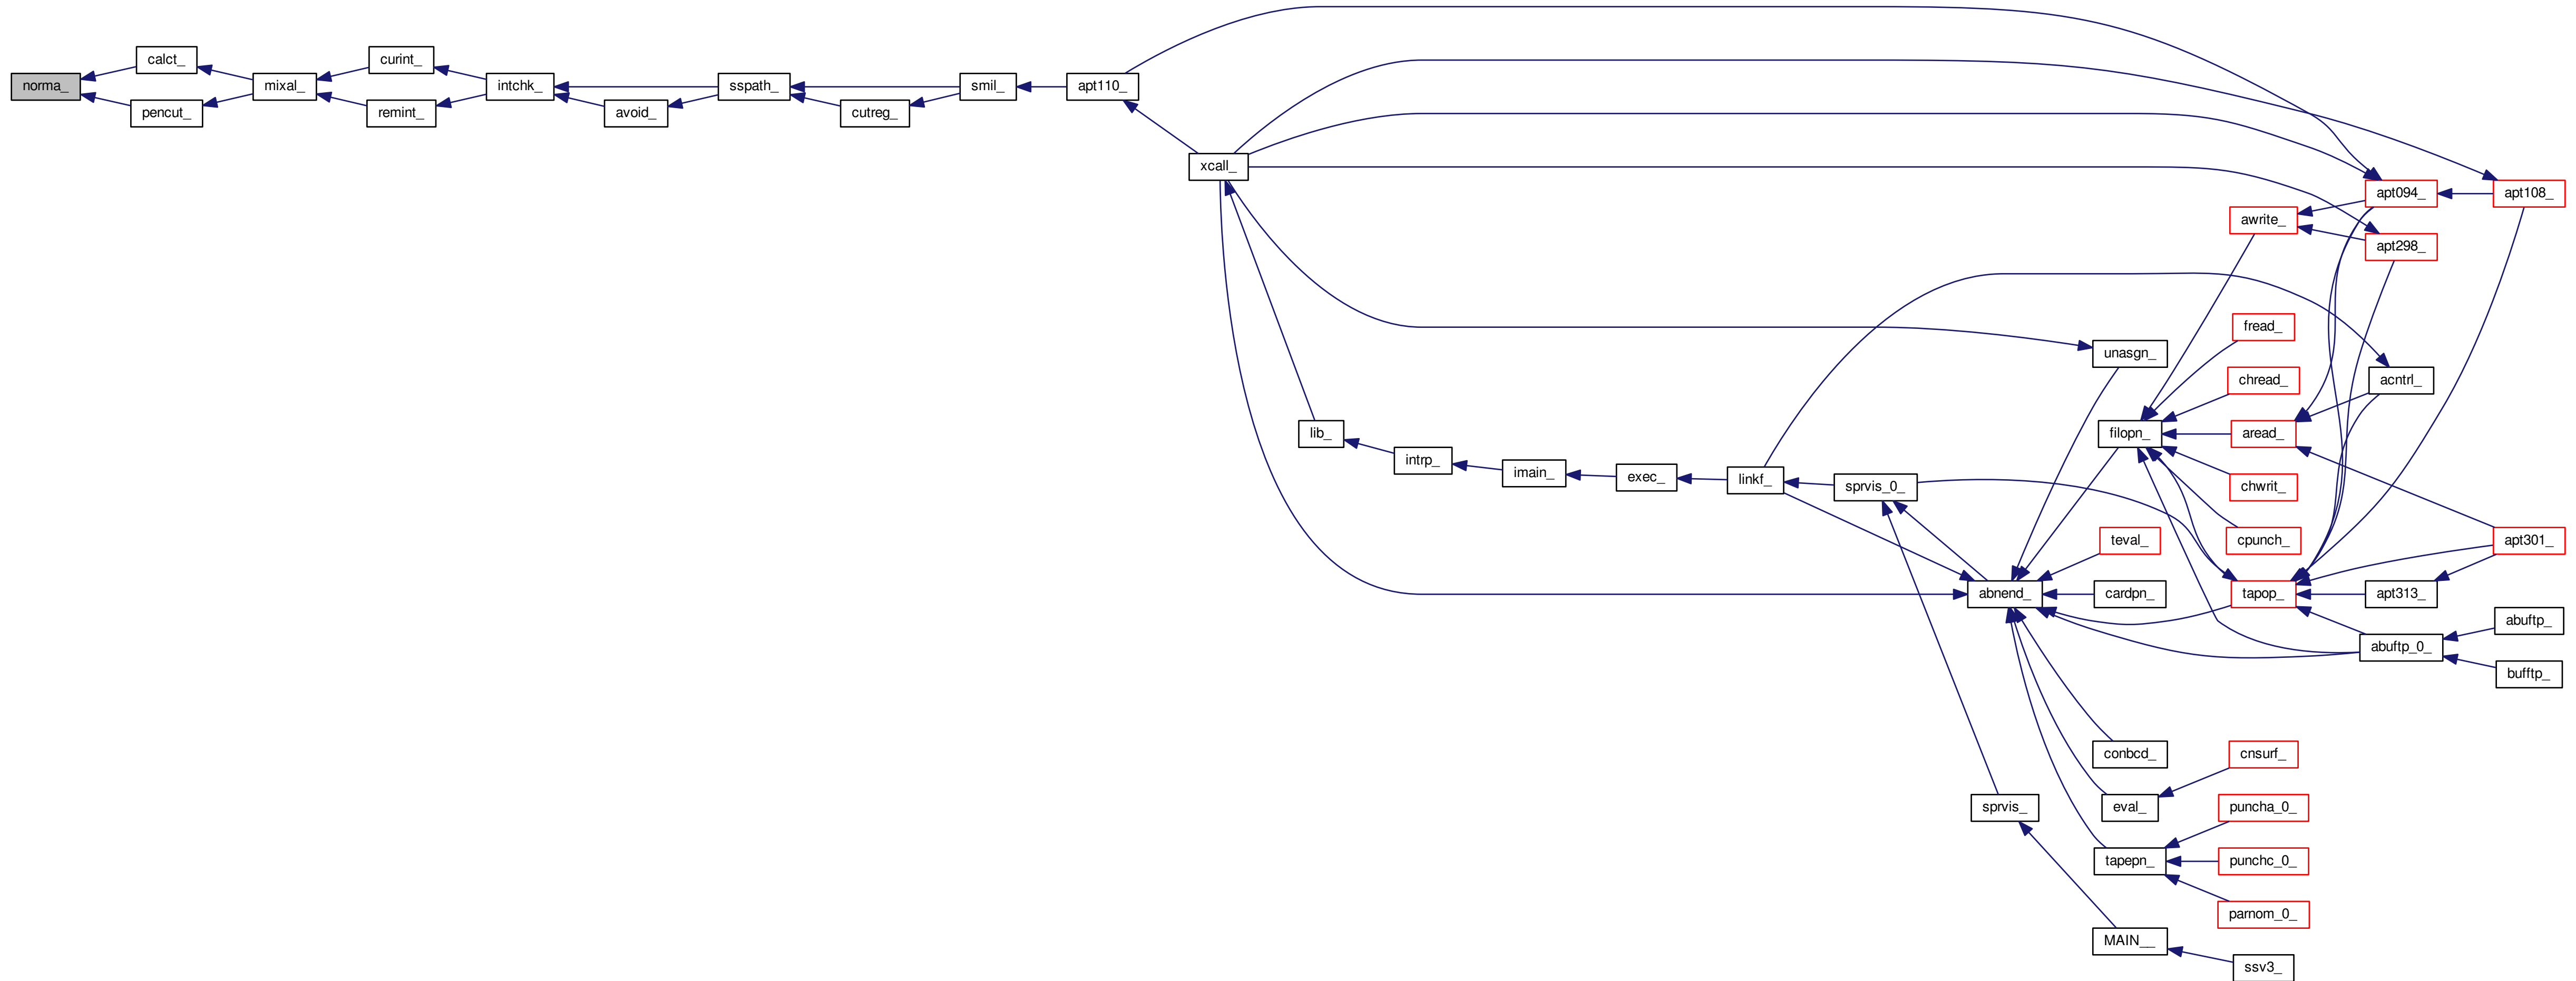 norma_
calct_
pencut_
mixal_
curint_
remint_
intchk_
avoid_
sspath_
cutreg_
smil_
apt110_
xcall_
lib_
intrp_
imain_
exec_
linkf_
sprvis_0_
abnend_
sprvis_
unasgn_
filopn_
teval_
cardpn_
conbcd_
eval_
tapepn_
MAIN__
awrite_
fread_
chread_
aread_
chwrit_
cpunch_
tapop_
cnsurf_
puncha_0_
punchc_0_
parnom_0_
ssv3_
apt094_
apt298_
acntrl_
apt313_
abuftp_0_
apt108_
apt301_
abuftp_
bufftp_